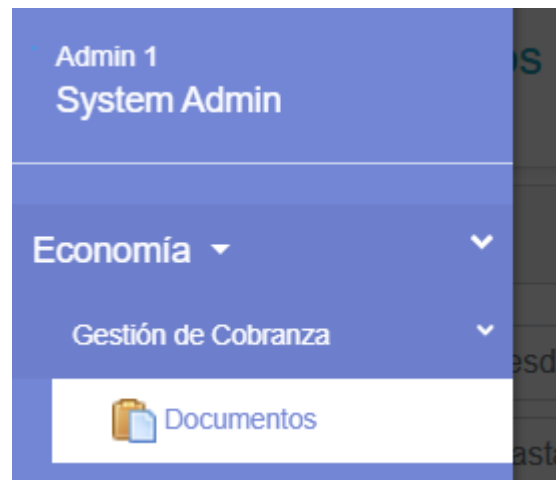 Admin 1
System Admin
Economía
Gestión de Cobranza
Documentos